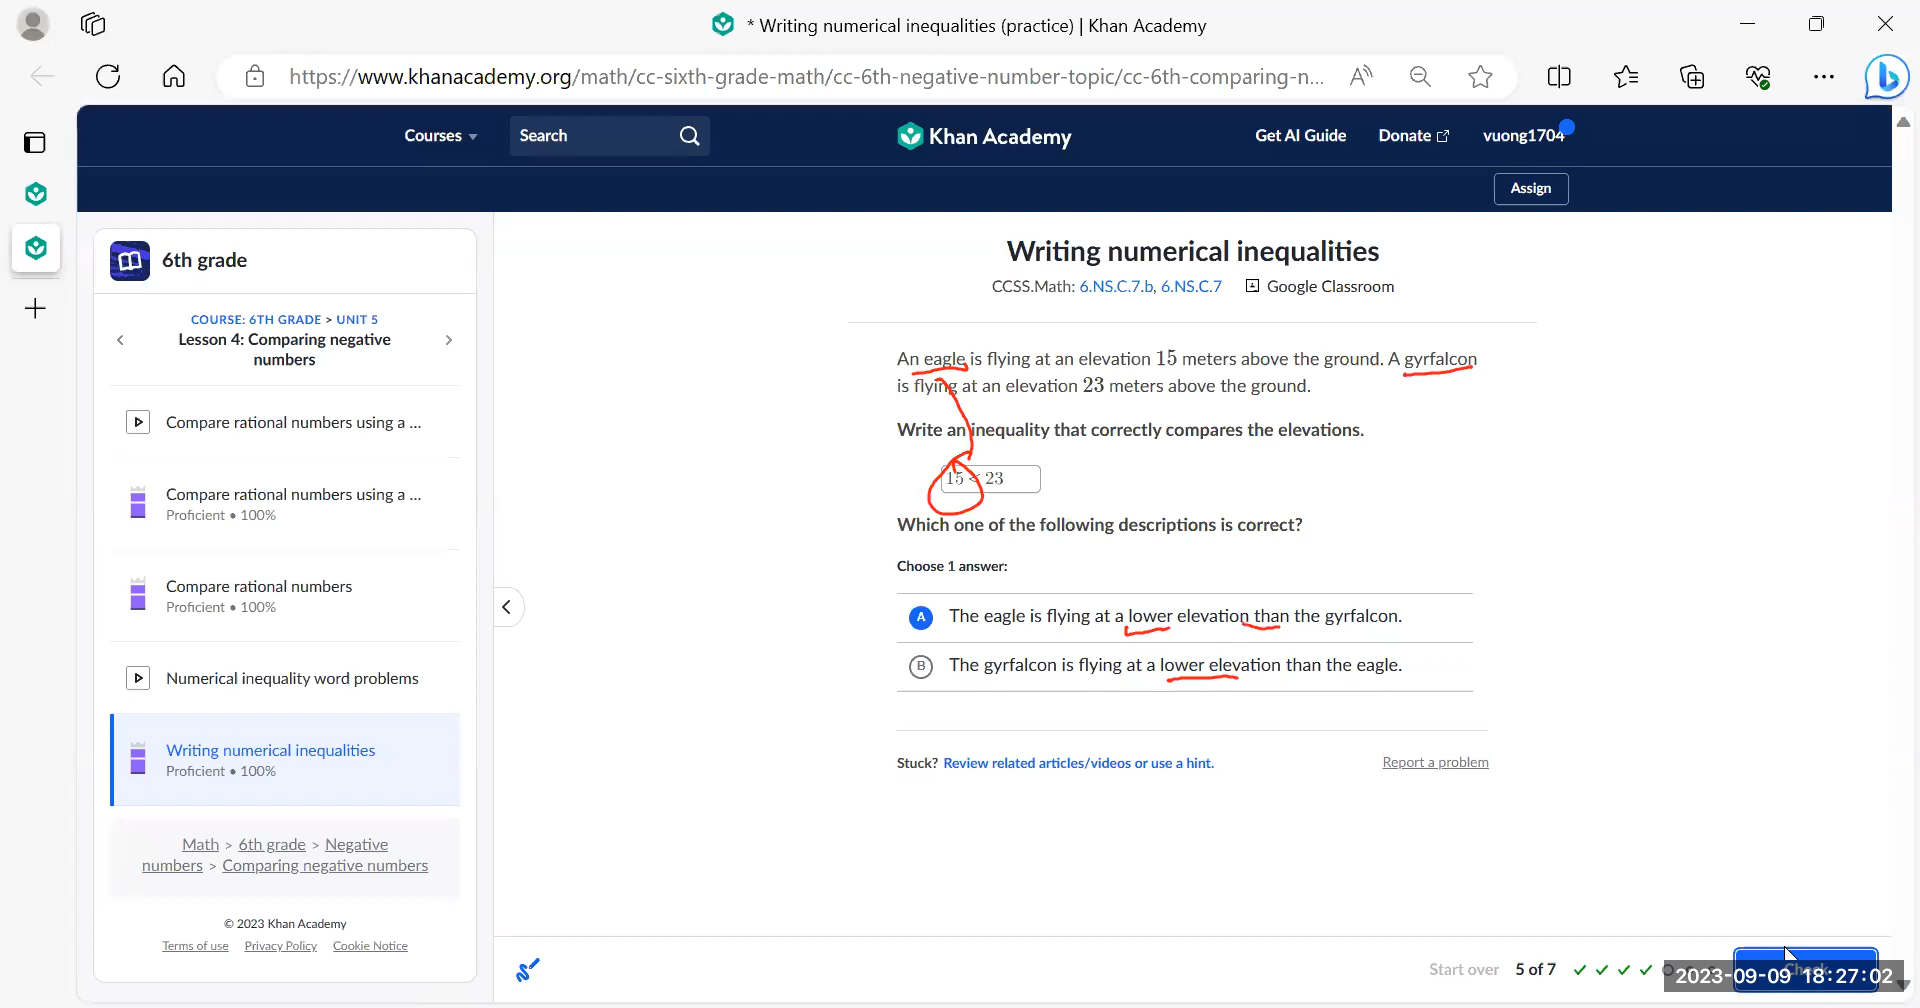 * Writing numerical inequalities (practice) | Khan Academy
https://www.khanacademy.org/math/cc-sixth-grade-math/cc-6th-negative-number-topic/cc-6th-comparing-n...
Courses
Search
Khan Academy
Get AI Guide
Donate
vuong1704
Assign
6th grade
COURSE: 6TH GRADE > UNIT 5
Lesson 4: Comparing negative
numbers
Compare rational numbers using a ...
Compare rational numbers using a ...
Proficient • 100%
Compare rational numbers
Proficient • 100%
Numerical inequality word problems
Writing numerical inequalities
Proficient • 100%
Math > 6th grade > Negative
numbers > Comparing negative numbers
© 2023 Khan Academy
Terms of use Privacy Policy Cookie Notice
Writing numerical inequalities
CCSS.Math: 6.NS.C.7.b, 6.NS.C.7 Google Classroom
An eagle is flying at an elevation 15 meters above the ground. A gyrfalcon
is flying at an elevation 23 meters above the ground.
Write an inequality that correctly compares the elevations.
15 < 23
Which one of the following descriptions is correct?
Choose 1 answer:
A The eagle is flying at a lower elevation than the gyrfalcon.
B The gyrfalcon is flying at a lower elevation than the eagle.
Stuck? Review related articles/videos or use a hint.
Report a problem
Start over 5 of 7
Check
2023-09-09 18:27:02